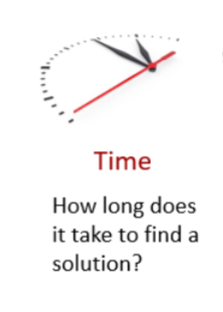 Time
How long does
it take to find a
solution?